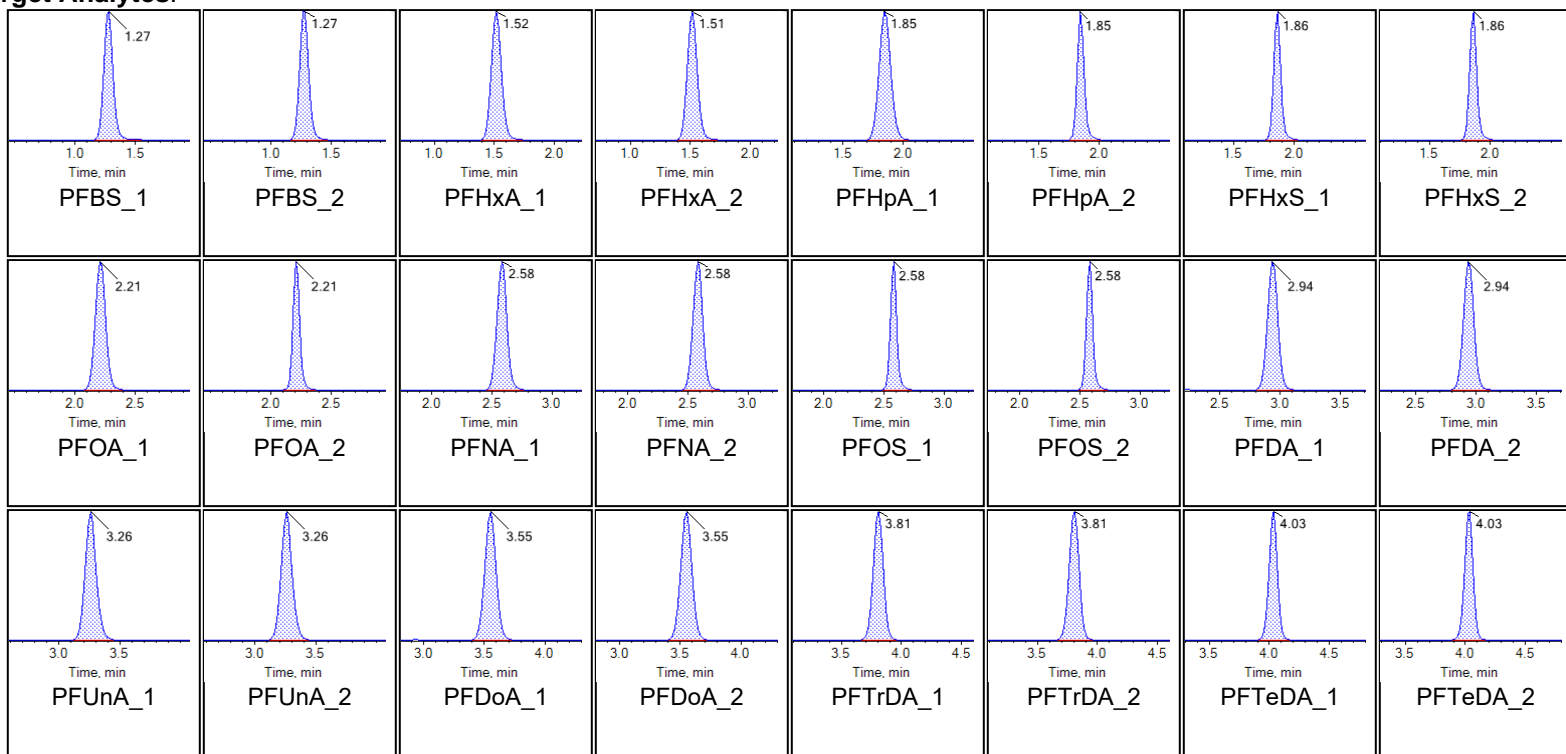 rget Analytes:
1.27 1.27 1.52 1.51 1.85 1.85 1.86 1.86
1.0 1.5 1.0 1.5 1.0 1.5 2.0 1.0 1.5 2.0 1.5 2.0 1.5 2.0 1.5 2.0 1.5 2.0
Time, min Time, min Time, min Time, min Time, min Time, min Time, min Time, min
PFBS_1 PFBS_2 PFHxA_1 PFHxA_2 PFHpA_1 PFHpA_2 PFHxS_1 PFHxS_2
2.21 2.21 2.58 2.58 2.58 2.58 2.94 2.94
2.0 2.5 2.0 2.5 2.0 2.5 3.0 2.0 2.5 3.0 2.0 2.5 3.0 2.0 2.5 3.0 2.5 3.0 3.5 2.5 3.0 3.5
Time, min Time, min Time, min Time, min Time, min Time, min Time, min Time, min
PFOA_1 PFOA_2 PFNA_1 PFNA_2 PFOS_1 PFOS_2 PFDA_1 PFDA_2
3.26 3.26 3.55 3.55 3.81 3.81 4.03 4.03
3.0 3.5 3.0 3.5 3.0 3.5 4.0 3.0 3.5 4.0 3.5 4.0 4.5 3.5 4.0 4.5 3.5 4.0 4.5 3.5 4.0 4.5
Time, min Time, min Time, min Time, min Time, min Time, min Time, min Time, min
PFUnA_1 PFUnA_2 PFDoA_1 PFDoA_2 PFTrDA_1 PFTrDA_2 PFTeDA_1 PFTeDA_2